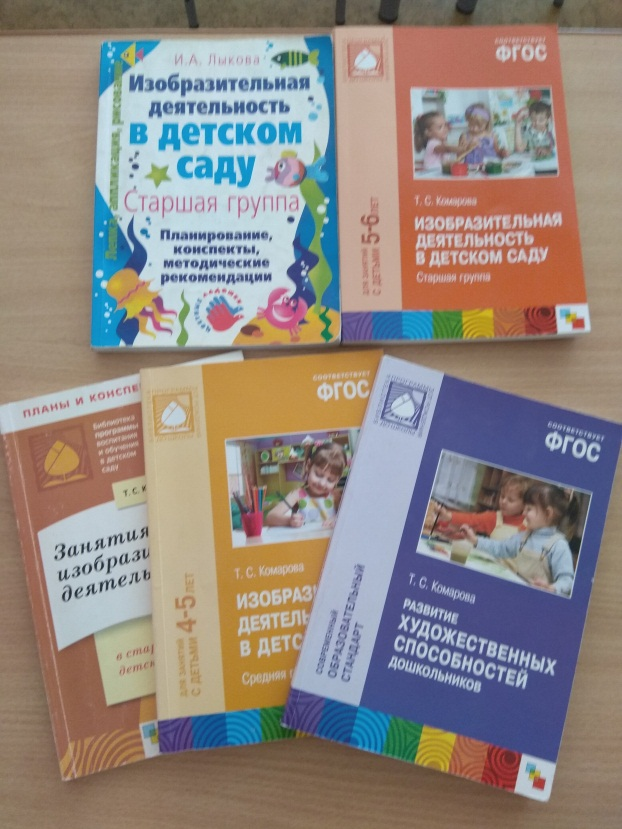 И.А. Лыкова
Изобразительная
деятельность
в детском
саду
Старшая группа
Планирование,
конспекты,
методические
рекомендации
аппликация, рисование
СООТВЕТСТВУЕТ
ФГОС
ДЛЯ ЗАНЯТИЙ
С ДЕТЬМИ 5-6 ЛЕТ
Т. С. Комарова
ИЗОБРАЗИТЕЛЬНАЯ
ДЕЯТЕЛЬНОСТЬ
В ДЕТСКОМ САДУ
Старшая группа
ПЛАНЫ И КОНСПЕ
Библиотека
программы
воспитания
и обучения
в детском
саду
Т. С. К
Занятия
изобрази
деятель
в стар
детск
СООТВЕТСТВУЕТ
ФГОС
ДЛЯ ЗАНЯТИЙ
С ДЕТЬМИ 4-5 ЛЕТ
Т. С. Комарова
ИЗОБРАЗИ
ДЕЯТЕЛЬ
В ДЕТС
Средняя г
СООТВЕТСТВУЕТ
ФГОС
СОВРЕМЕННЫЙ
ОБРАЗОВАТЕЛЬНЫЙ
СТАНДАРТ
Т. С. Комарова
РАЗВИТИЕ
ХУДОЖЕСТВЕННЫХ
СПОСОБНОСТЕЙ
ДОШКОЛЬНИКОВ